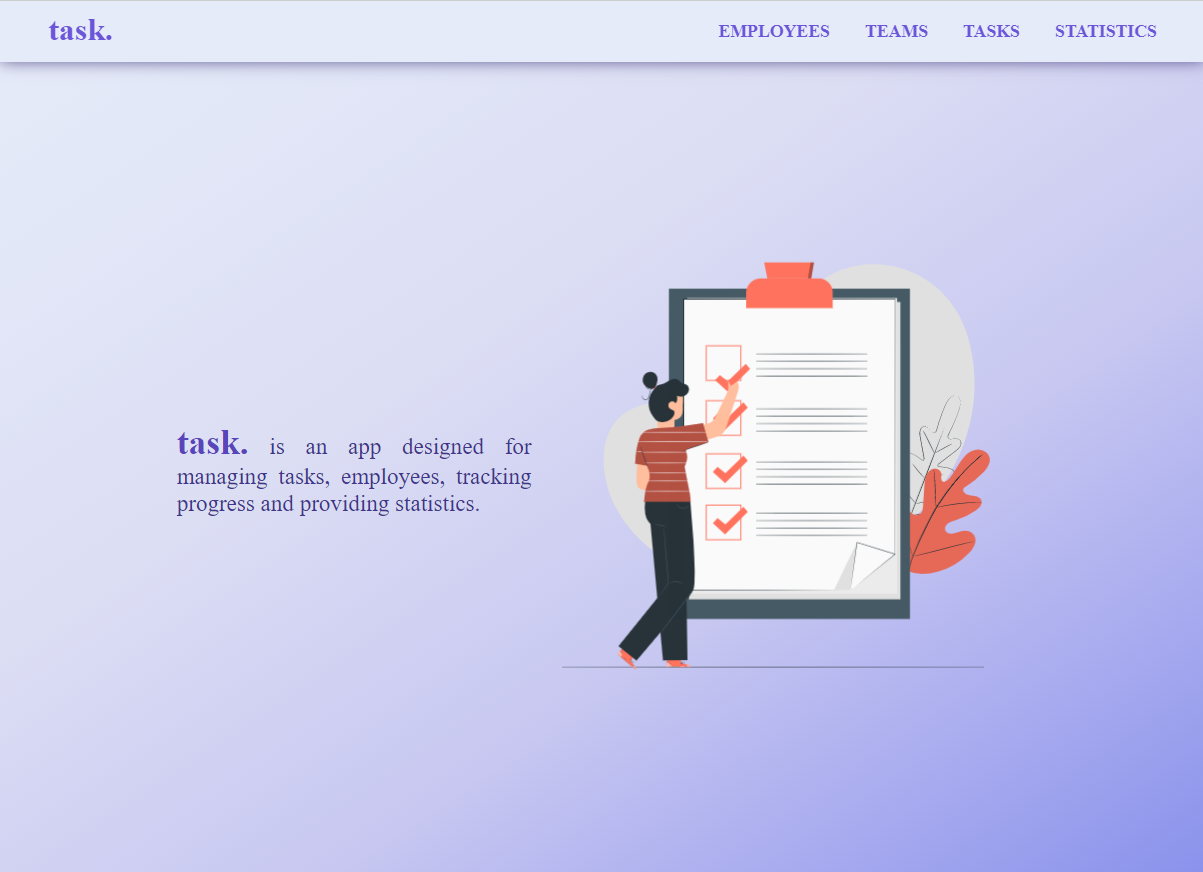 task.
EMPLOYEES TEAMS TASKS STATISTICS
task. is an app designed for
managing tasks, employees, tracking
progress and providing statistics.